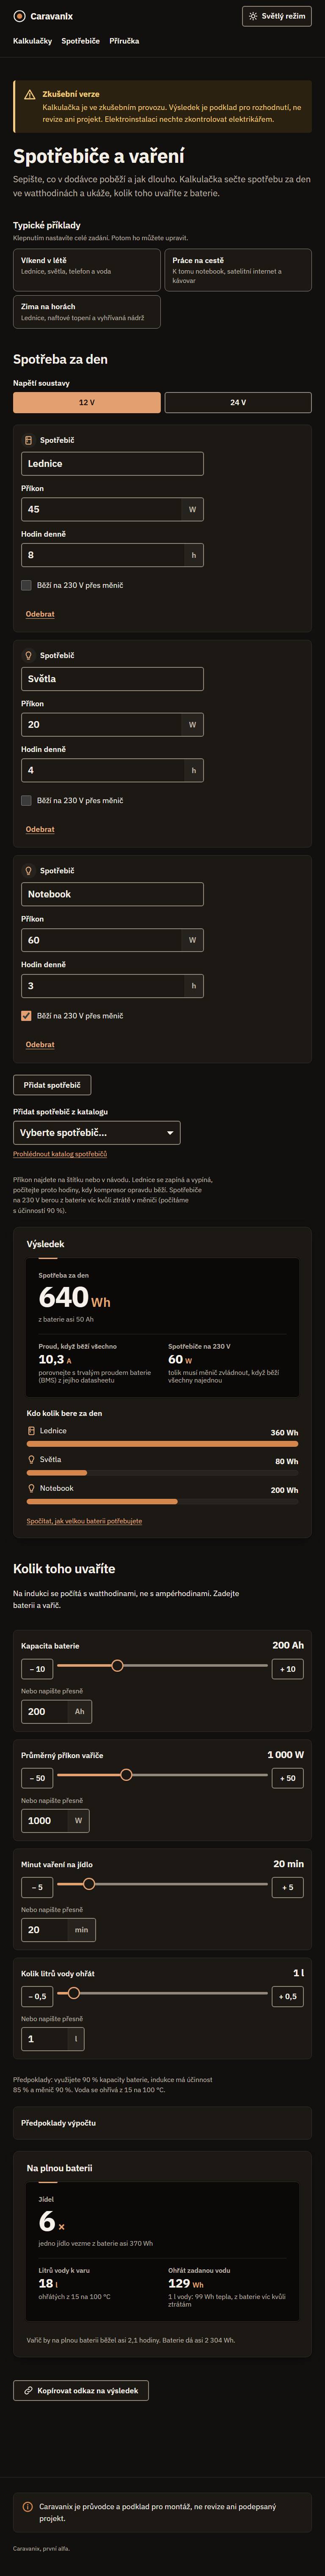 Caravanix
Světlý režim
Kalkulačky Spotřebiče Příručka
Zkušební verze
Kalkulačka je ve zkušebním provozu. Výsledek je podklad pro rozhodnutí, ne
revize ani projekt. Elektroinstalaci nechte zkontrolovat elektrikářem.
Spotřebiče a vaření
Sepište, co v dodávce poběží a jak dlouho. Kalkulačka sečte spotřebu za den
ve watthodinách a ukáže, kolik toho uvaříte z baterie.
Typické příklady
Klepnutím nastavíte celé zadání. Potom ho můžete upravit.
Víkend v létě
Lednice, světla, telefon a voda
Práce na cestě
K tomu notebook, satelitní internet a
kávovar
Zima na horách
Lednice, naftové topení a vyhřívaná nádrž
Spotřeba za den
Napětí soustavy
12 V
24 V
Spotřebič
Lednice
Příkon
45 W
Hodin denně
8 h
Běží na 230 V přes měnič
Odebrat
Spotřebič
Světla
Příkon
20 W
Hodin denně
4 h
Běží na 230 V přes měnič
Odebrat
Spotřebič
Notebook
Příkon
60 W
Hodin denně
3 h
Běží na 230 V přes měnič
Odebrat
Přidat spotřebič
Přidat spotřebič z katalogu
Vyberte spotřebič…
Prohlédnout katalog spotřebičů
Příkon najdete na štítku nebo v návodu. Lednice se zapíná a vypíná,
počítejte proto hodiny, kdy kompresor opravdu běží. Spotřebiče
na 230 V berou z baterie víc kvůli ztrátě v měniči (počítáme
s účinností 90 %).
Výsledek
Spotřeba za den
640 Wh
z baterie asi 50 Ah
Proud, když běží všechno
10,3 A
porovnejte s trvalým proudem baterie
(BMS) z jejího datasheetu
Spotřebiče na 230 V
60 W
tolik musí měnič zvládnout, když běží
všechny najednou
Kdo kolik bere za den
Lednice 360 Wh
Světla 80 Wh
Notebook 200 Wh
Spočítat, jak velkou baterii potřebujete
Kolik toho uvaříte
Na indukci se počítá s watthodinami, ne s ampérhodinami. Zadejte
baterii a vařič.
Kapacita baterie 200 Ah
− 10
+ 10
Nebo napište přesně
200 Ah
Průměrný příkon vařiče 1 000 W
− 50
+ 50
Nebo napište přesně
1000 W
Minut vaření na jídlo 20 min
− 5
+ 5
Nebo napište přesně
20 min
Kolik litrů vody ohřát 1 l
− 0,5
+ 0,5
Nebo napište přesně
1 l
Předpoklady: využijete 90 % kapacity baterie, indukce má účinnost
85 % a měnič 90 %. Voda se ohřívá z 15 na 100 °C.
Předpoklady výpočtu
Na plnou baterii
Jídel
6 ×
jedno jídlo vezme z baterie asi 370 Wh
Litrů vody k varu
18 l
ohřátých z 15 na 100 °C
Ohřát zadanou vodu
129 Wh
1 l vody: 99 Wh tepla, z baterie víc kvůli
ztrátám
Vařič by na plnou baterii běžel asi 2,1 hodiny. Baterie dá asi 2 304 Wh.
Kopírovat odkaz na výsledek
Caravanix je průvodce a podklad pro montáž, ne revize ani podepsaný
projekt.
Caravanix, první alfa.